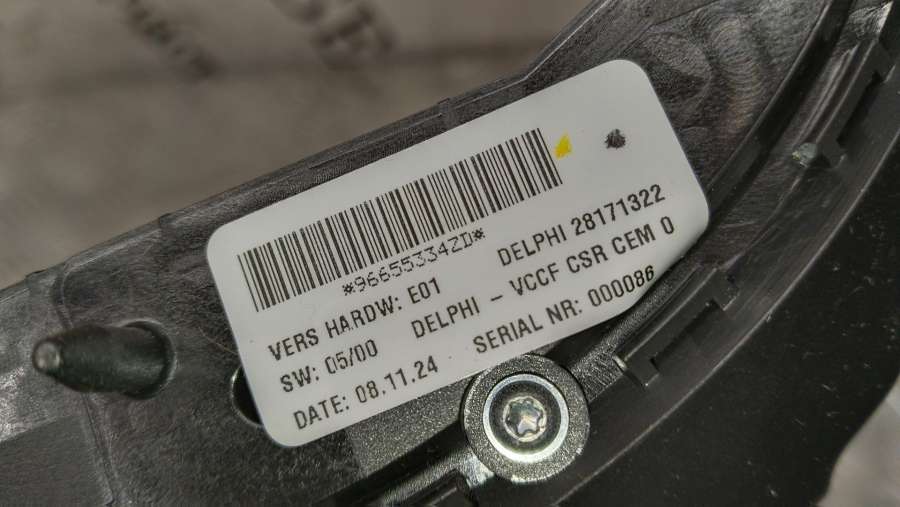 *96655334ZD*
VERS HARDW: E01 DELPHI 28171322
SW: 05/00 DELPHI - VCCF CSR CEM 0
DATE: 08.11.24 SERIAL NR: 000086